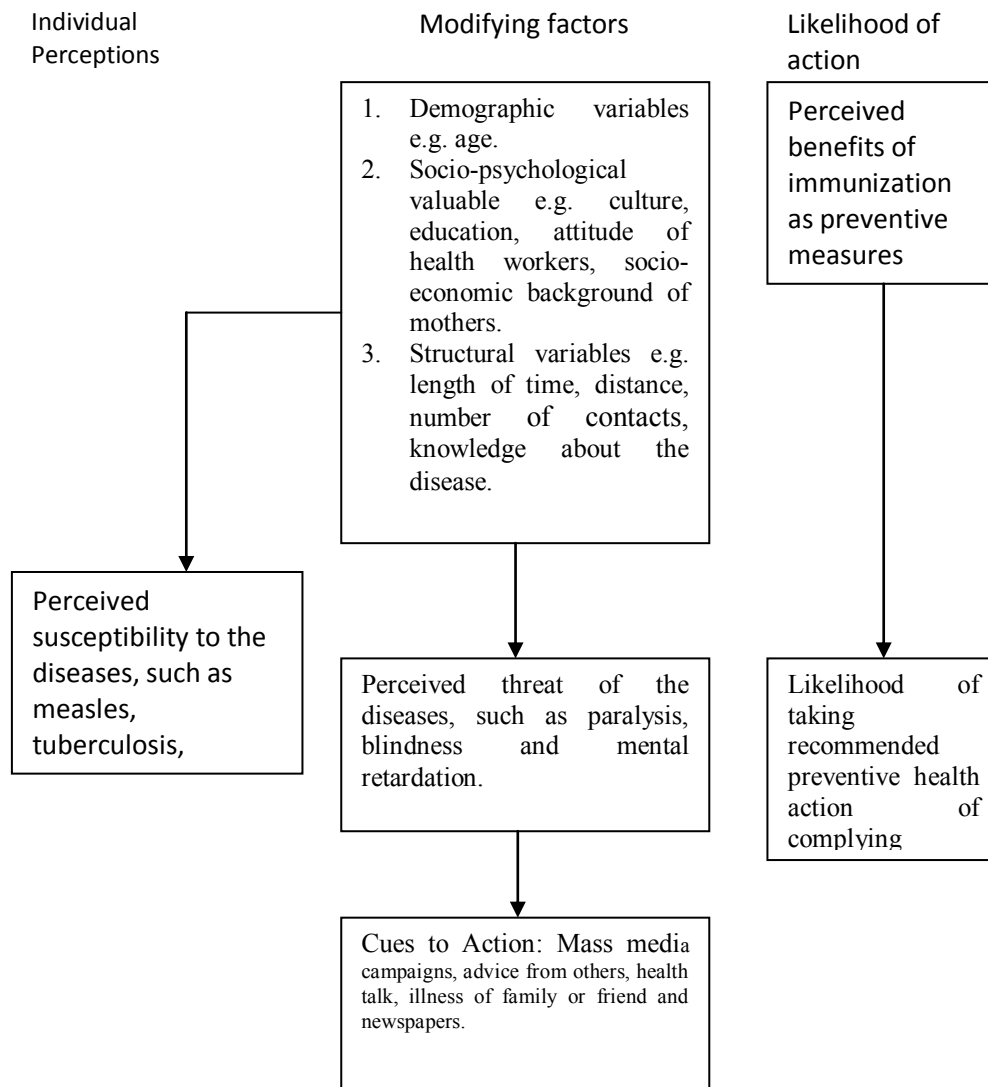 Individual
Perceptions
Modifying factors
Likelihood of
action
1. Demographic variables
e.g. age.
2. Socio-psychological
valuable e.g. culture,
education, attitude of
health workers, socio-
economic background of
mothers.
3. Structural variables e.g.
length of time, distance,
number of contacts,
knowledge about the
disease.
Perceived
benefits of
immunization
as preventive
measures
Perceived
susceptibility to the
diseases, such as
measles,
tuberculosis,
Perceived threat of the
diseases, such as paralysis,
blindness and mental
retardation.
Likelihood of
taking
recommended
preventive health
action of
complying
Cues to Action: Mass media
campaigns, advice from others, health
talk, illness of family or friend and
newspapers.